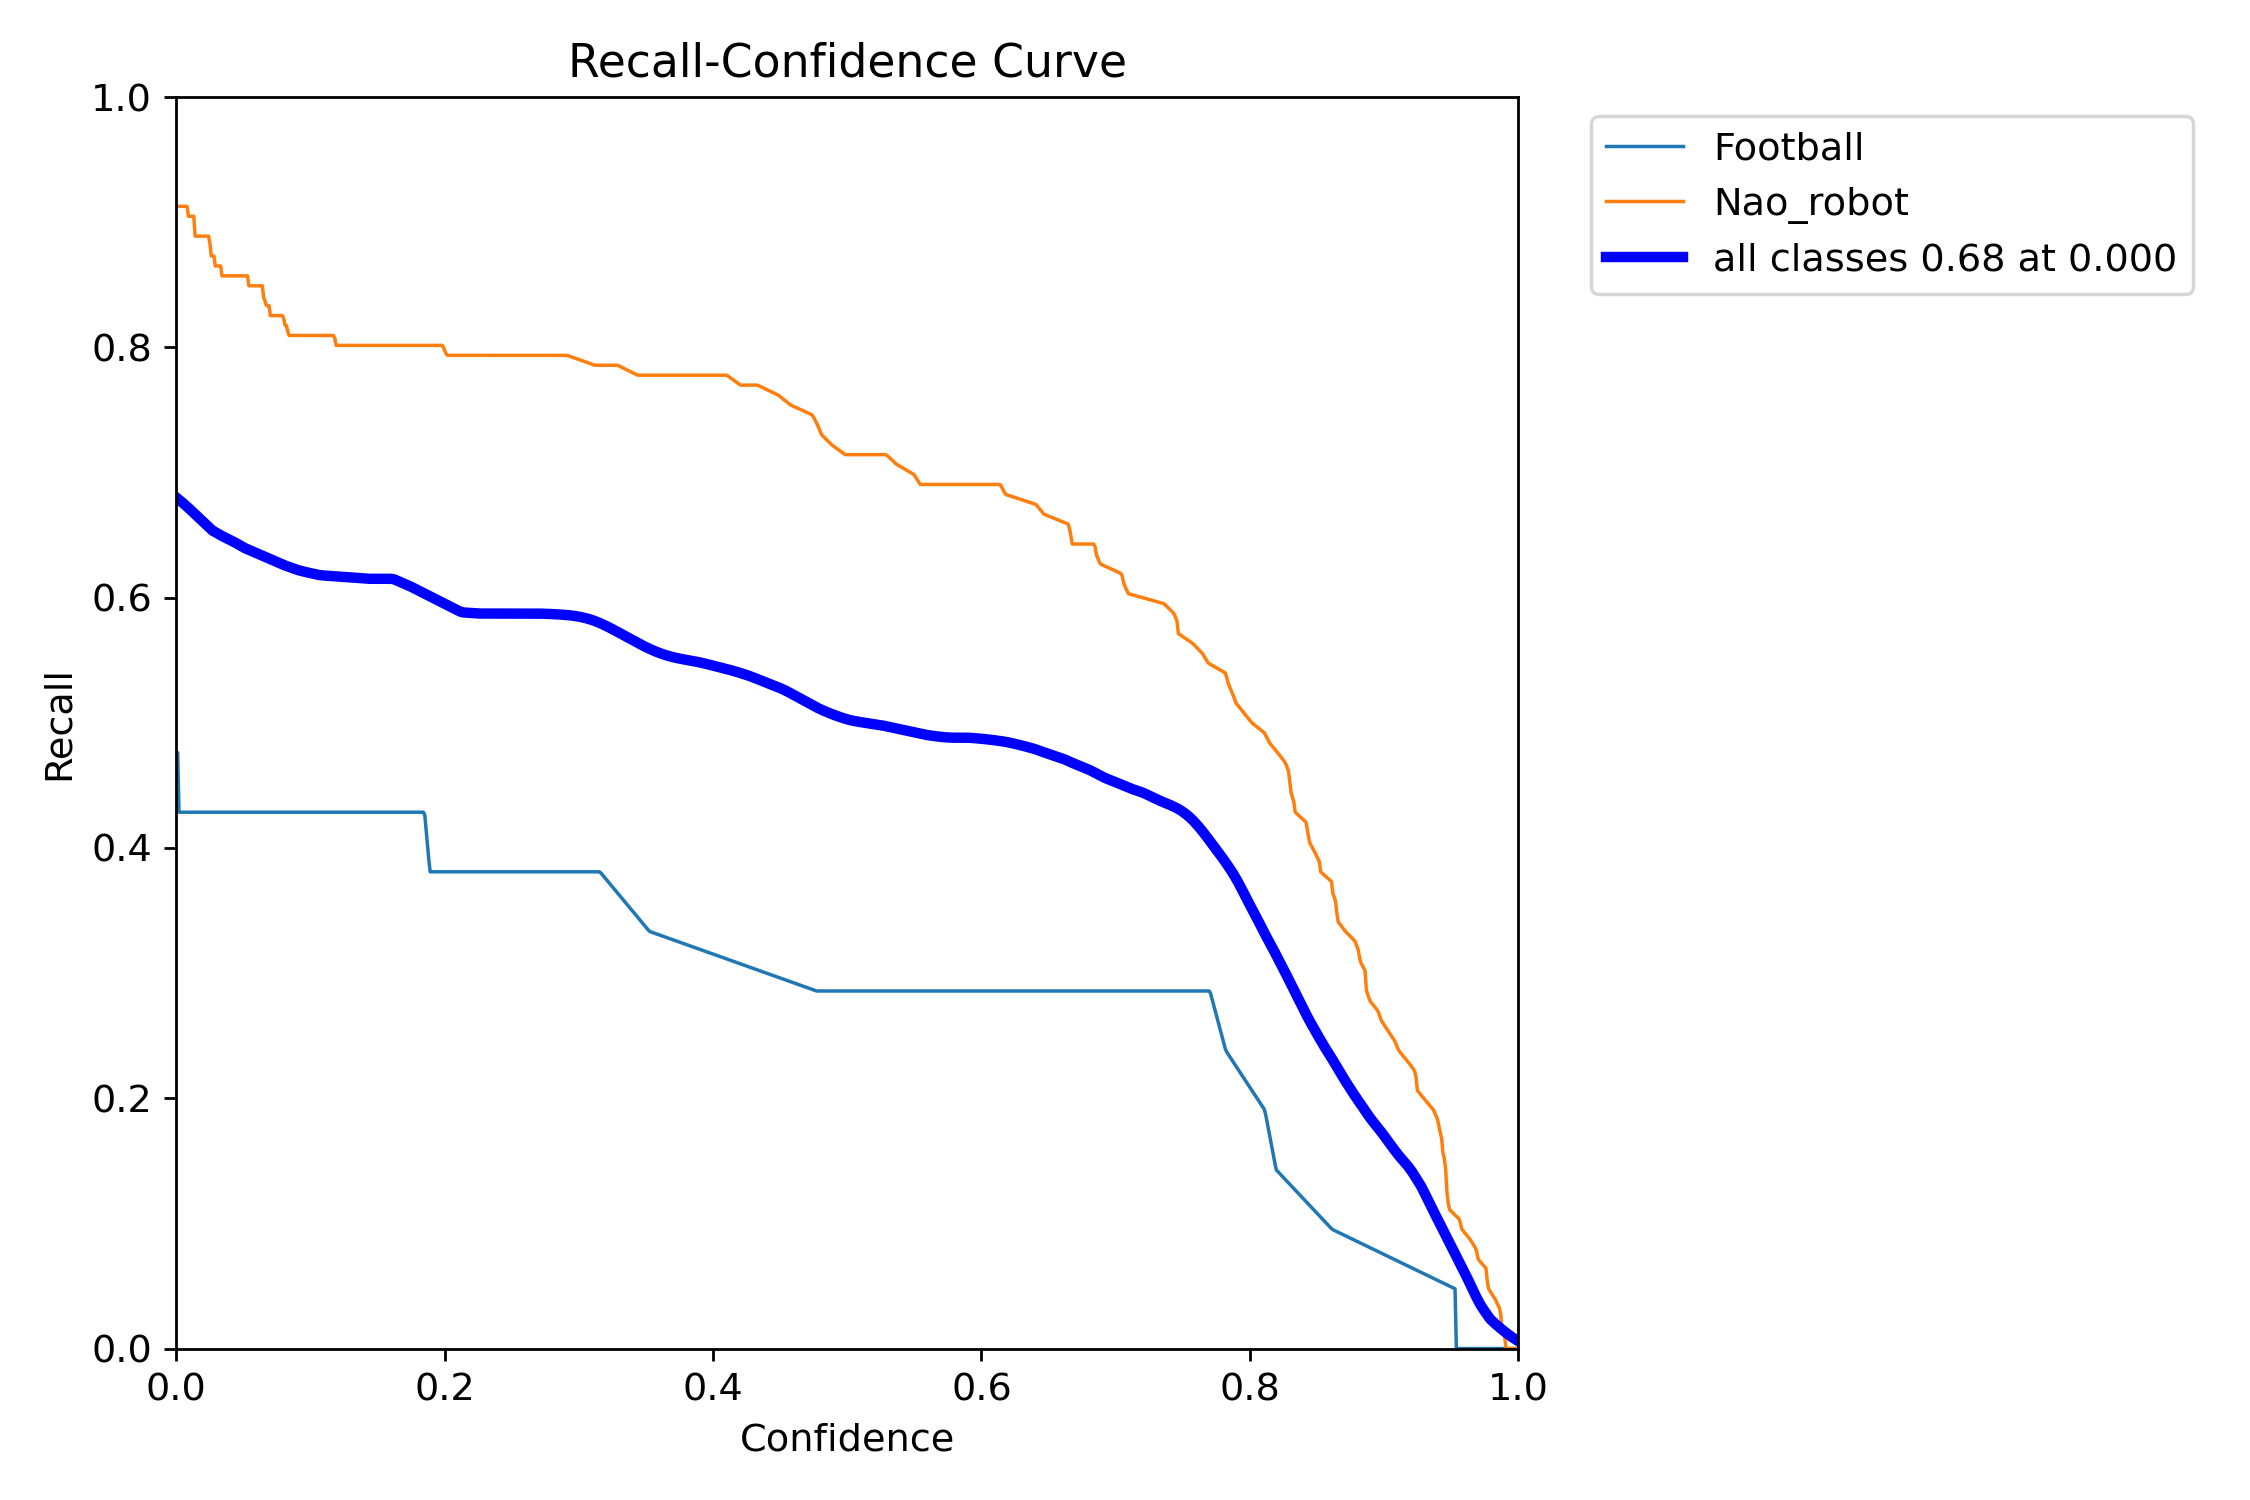 Recall-Confidence Curve
1.0
0.8
0.6
0.4
0.2
0.0
Recall
0.0 0.2 0.4 0.6 0.8 1.0
Confidence
Football
Nao_robot
all classes 0.68 at 0.000